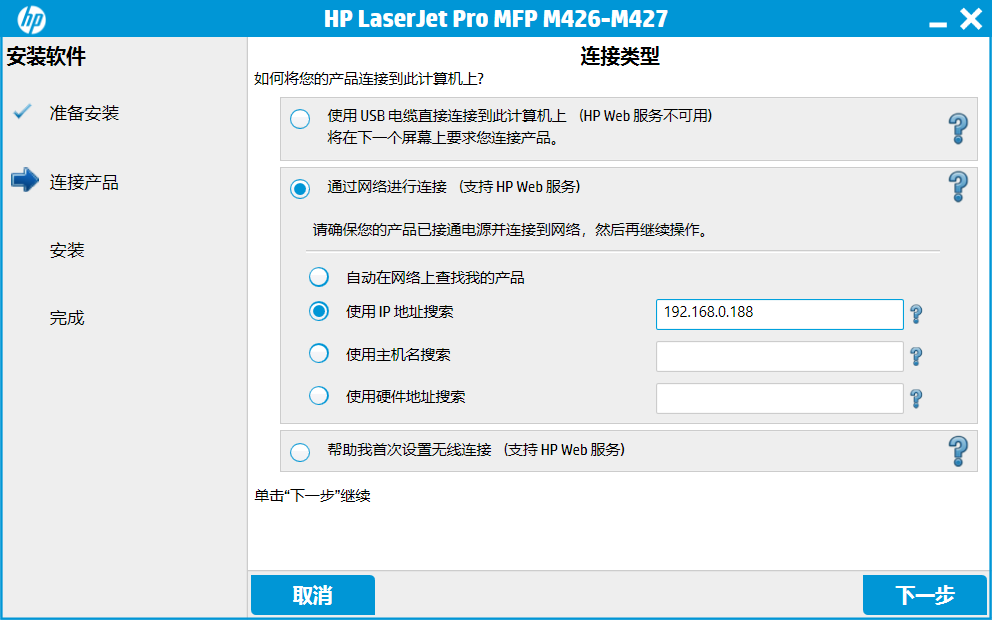 hp
HP LaserJet Pro MFP M426-M427
安装软件
准备安装
连接产品
安装
完成
连接类型
如何将您的产品连接到此计算机上?
使用 USB 电缆直接连接到此计算机上 (HP Web 服务不可用)
将在下一个屏幕上要求您连接产品。
通过网络进行连接 (支持 HP Web 服务)
请确保您的产品已接通电源并连接到网络，然后再继续操作。
自动在网络上查找我的产品
使用 IP 地址搜索 192.168.0.188
使用主机名搜索
使用硬件地址搜索
帮助我首次设置无线连接 (支持 HP Web 服务)
单击“下一步”继续
取消
下一步